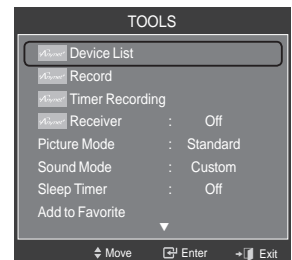 TOOLS
Device List
Record
Timer Recording
Receiver : Off
Picture Mode : Standard
Sound Mode : Custom
Sleep Timer : Off
Add to Favorite
Move Enter Exit